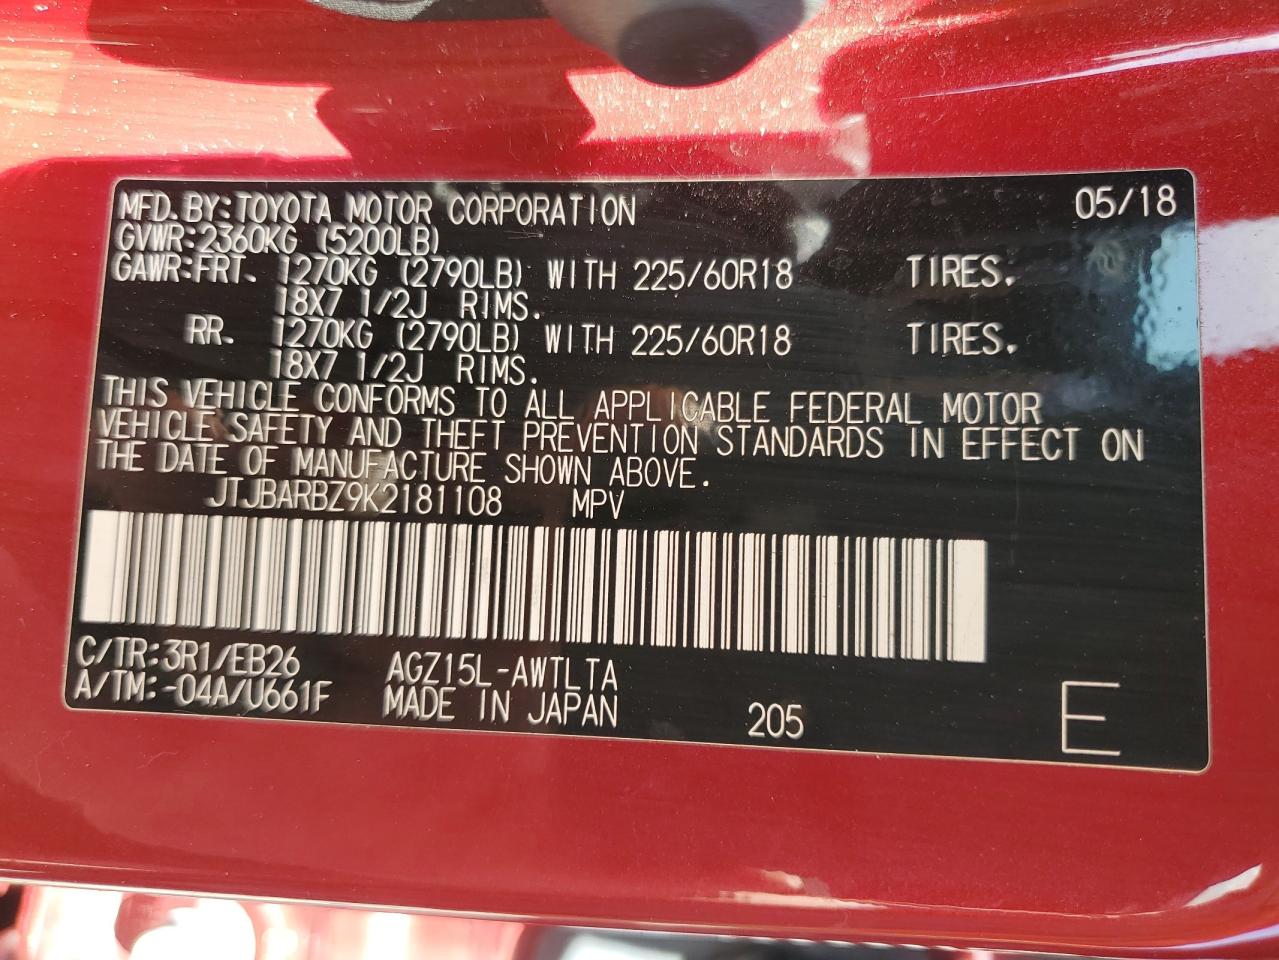 MFD. BY: TOYOTA MOTOR CORPORATION 05/18
GVWR: 2360KG (5200LB)
GAWR: FRT. 1270KG (2790LB) WITH 225/60R18 TIRES.
18X7 1/2J RIMS.
RR. 1270KG (2790LB) WITH 225/60R18 TIRES.
18X7 1/2J RIMS.
THIS VEHICLE CONFORMS TO ALL APPLICABLE FEDERAL MOTOR
VEHICLE SAFETY AND THEFT PREVENTION STANDARDS IN EFFECT ON
THE DATE OF MANUFACTURE SHOWN ABOVE.
JTJBARBZ9K2181108 MPV
C/TR: 3R1/EB26 AGZ15L-AWTLTA
A/TM: -04A/U661F MADE IN JAPAN 205 E